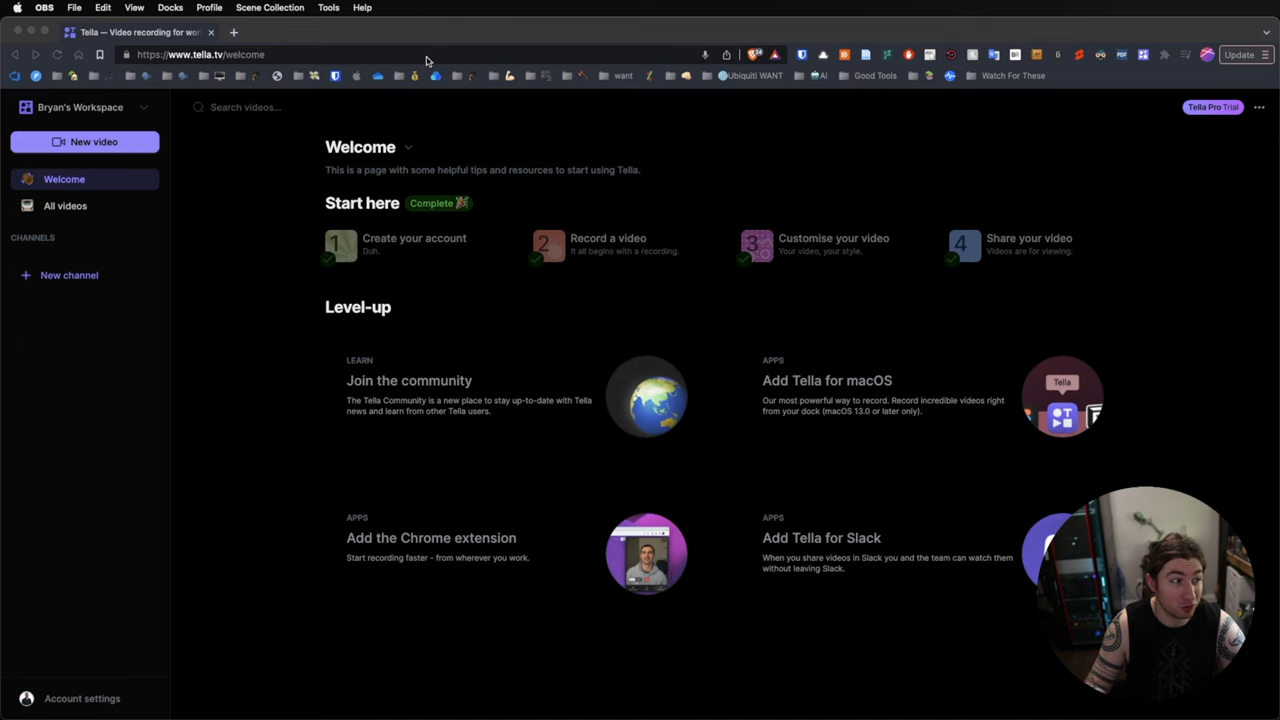 OBS File Edit View Docks Profile Scene Collection Tools Help
Tella — Video recording for wor
https://www.tella.tv/welcome
Update
want
Ubiquiti WANT
AI
Good Tools
Watch For These
Bryan's Workspace
Search videos...
Tella Pro Trial
New video
Welcome
All videos
CHANNELS
New channel
Welcome
This is a page with some helpful tips and resources to start using Tella.
Start here
Complete
1
Create your account
Duh.
2
Record a video
It all begins with a recording.
3
Customise your video
Your video, your style.
4
Share your video
Videos are for viewing.
Level-up
LEARN
Join the community
The Tella Community is a new place to stay up-to-date with Tella
news and learn from other Tella users.
APPS
Add Tella for macOS
Our most powerful way to record. Record incredible videos right
from your dock (macOS 13.0 or later only).
Tella
APPS
Add the Chrome extension
Start recording faster - from wherever you work.
APPS
Add Tella for Slack
When you share videos in Slack you and the team can watch them
without leaving Slack.
Account settings